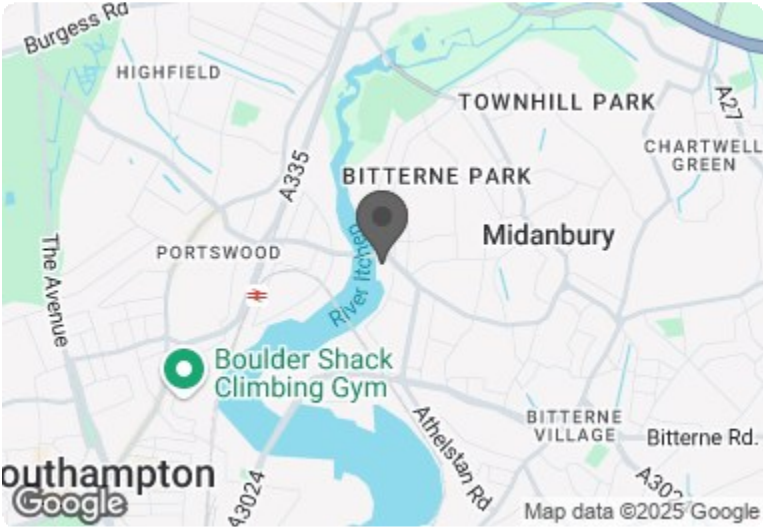 Burgess Rd
HIGHFIELD
TOWNHILL PARK
A27
A335
CHARTWELL
GREEN
BITTERNE PARK
Midanbury
PORTSWOOD
The Avenue
River Itchen
Boulder Shack
Climbing Gym
Athelstan Rd
BITTERNE
VILLAGE
Bitterne Rd.
outhampton
A3024
A302
Google
Map data ©2025 Google